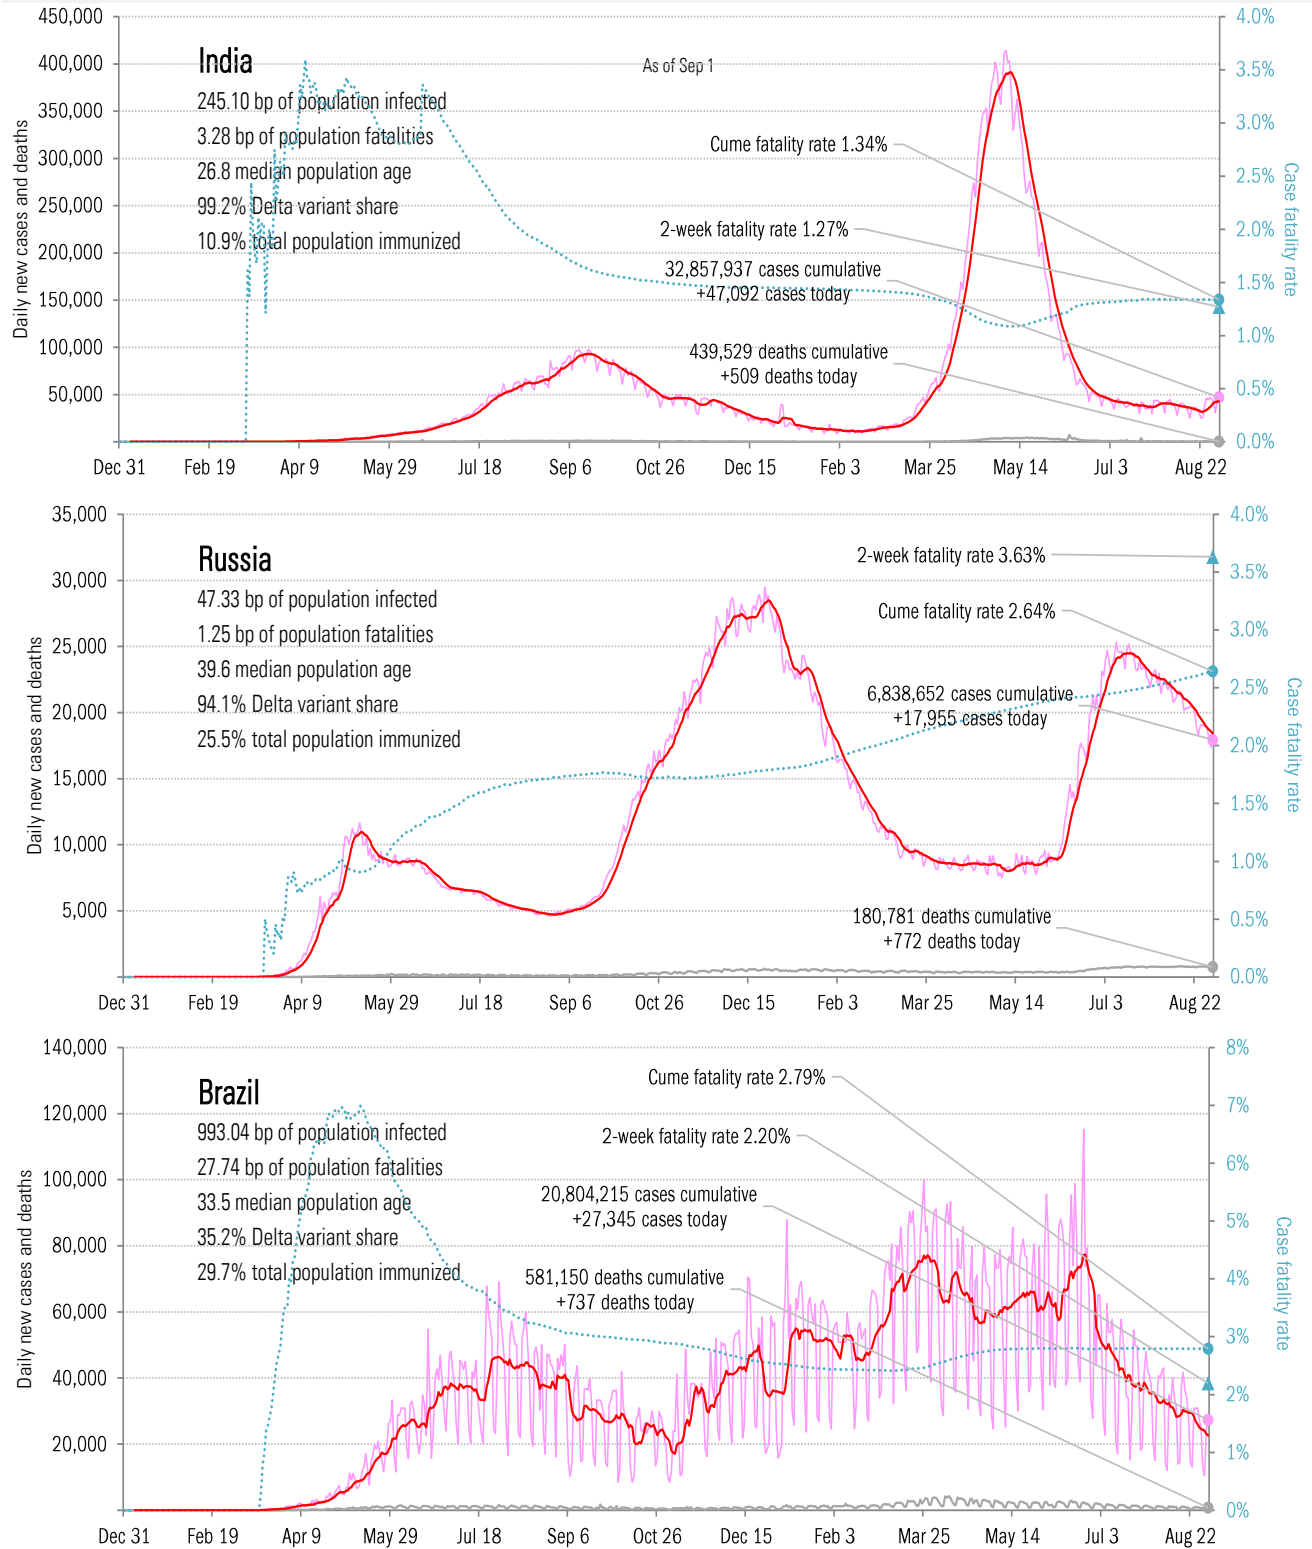 450,000
400,000
350,000
300,000
250,000
200,000
150,000
100,000
50,000
Daily new cases and deaths
India
245.10 bp of population infected
3.28 bp of population fatalities
26.8 median population age
99.2% Delta variant share
10.9% total population immunized
As of Sep 1
Cume fatality rate 1.34%
2-week fatality rate 1.27%
32,857,937 cases cumulative
+47,092 cases today
439,529 deaths cumulative
+509 deaths today
4.0%
3.5%
3.0%
2.5%
2.0%
1.5%
1.0%
0.5%
0.0%
Case fatality rate
Dec 31 Feb 19 Apr 9 May 29 Jul 18 Sep 6 Oct 26 Dec 15 Feb 3 Mar 25 May 14 Jul 3 Aug 22
35,000
30,000
25,000
20,000
15,000
10,000
5,000
Daily new cases and deaths
Russia
47.33 bp of population infected
1.25 bp of population fatalities
39.6 median population age
94.1% Delta variant share
25.5% total population immunized
2-week fatality rate 3.63%
Cume fatality rate 2.64%
6,838,652 cases cumulative
+17,955 cases today
180,781 deaths cumulative
+772 deaths today
4.0%
3.5%
3.0%
2.5%
2.0%
1.5%
1.0%
0.5%
0.0%
Case fatality rate
Dec 31 Feb 19 Apr 9 May 29 Jul 18 Sep 6 Oct 26 Dec 15 Feb 3 Mar 25 May 14 Jul 3 Aug 22
140,000
120,000
100,000
80,000
60,000
40,000
20,000
Daily new cases and deaths
Brazil
993.04 bp of population infected
27.74 bp of population fatalities
33.5 median population age
35.2% Delta variant share
29.7% total population immunized
Cume fatality rate 2.79%
2-week fatality rate 2.20%
20,804,215 cases cumulative
+27,345 cases today
581,150 deaths cumulative
+737 deaths today
8%
7%
6%
5%
4%
3%
2%
1%
0%
Case fatality rate
Dec 31 Feb 19 Apr 9 May 29 Jul 18 Sep 6 Oct 26 Dec 15 Feb 3 Mar 25 May 14 Jul 3 Aug 22